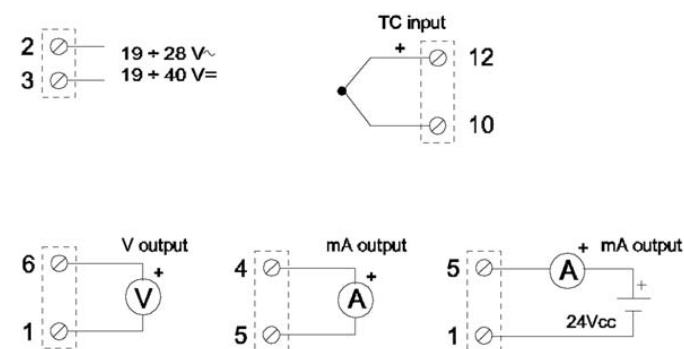 TC input
2
19 ÷ 28 V~
3
19 ÷ 40 V=
+
12
10
V output
mA output
+ mA output
6
+
V
1
4
+
A
5
5
A
+
24Vcc
1